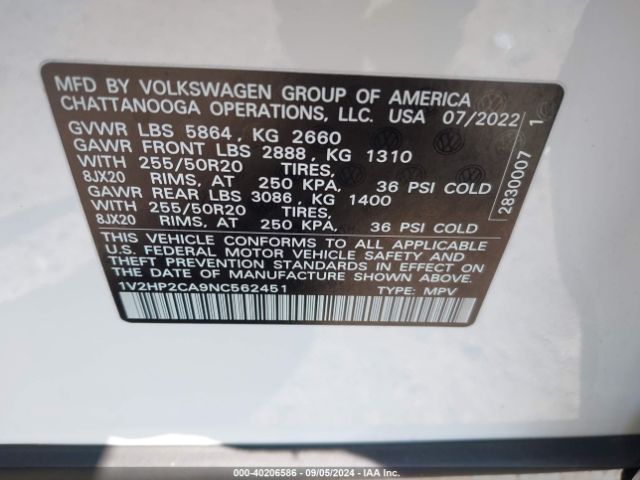 MFD BY VOLKSWAGEN GROUP OF AMERICA
CHATTANOOGA OPERATIONS, LLC. USA 07/2022
GVWR LBS 5864, KG 2660
GAWR FRONT LBS 2888, KG 1310
WITH 255/50R20 TIRES,
8JX20 RIMS, AT 250 KPA, 36 PSI COLD
GAWR REAR LBS 3086, KG 1400
WITH 255/50R20 TIRES,
8JX20 RIMS, AT 250 KPA, 36 PSI COLD
THIS VEHICLE CONFORMS TO ALL APPLICABLE
U.S. FEDERAL MOTOR VEHICLE SAFETY AND
THEFT PREVENTION STANDARDS IN EFFECT ON
THE DATE OF MANUFACTURE SHOWN ABOVE.
1V2HP2CA9NC562451 TYPE: MPV
2830007 1
000-40206586 - 09/05/2024 - IAA Inc.